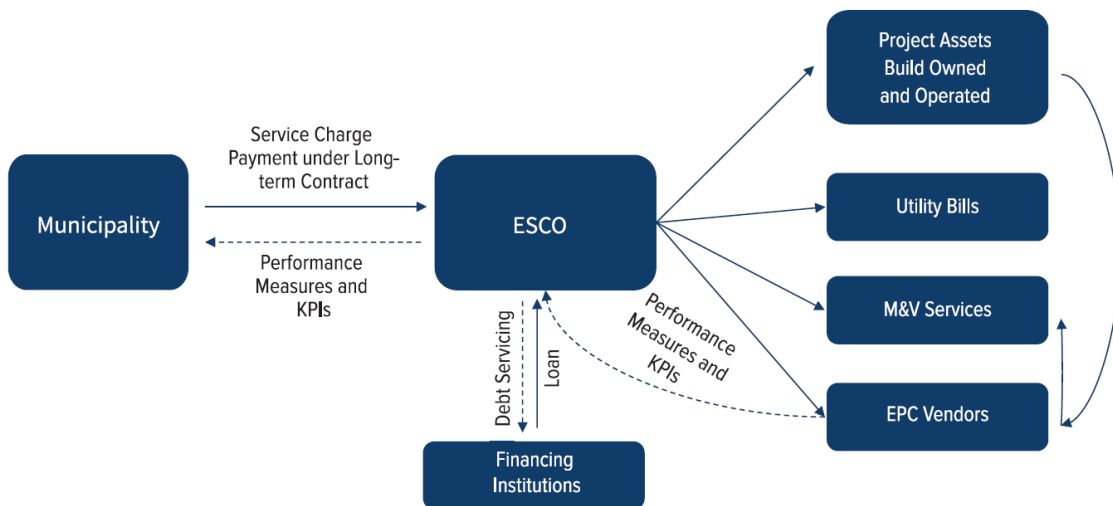 Project Assets
Build Owned
and Operated
Service Charge
Payment under Long-
term Contract
Municipality
ESCO
Utility Bills
Performance
Measures and
KPIs
M&V Services
Performance
Measures and
KPIs
Debt Servicing
Loan
EPC Vendors
Financing
Institutions